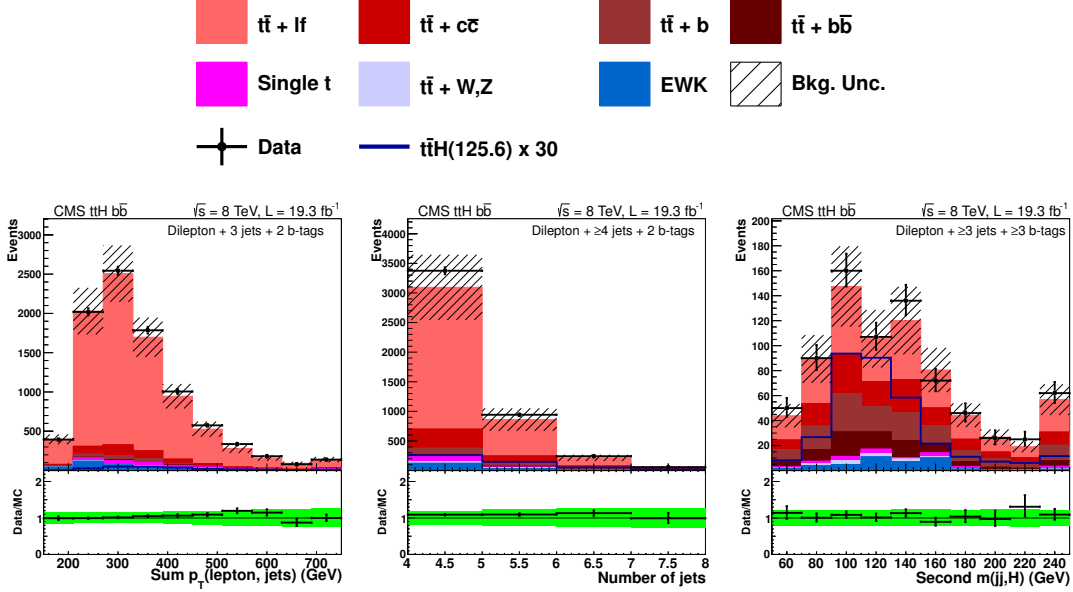 tt̄ + lf
tt̄ + cc̄
tt̄ + b
tt̄ + bb̄
Single t
tt̄ + W,Z
EWK
Bkg. Unc.
Data
tt̄H(125.6) x 30
CMS ttH bb̄
√s = 8 TeV, L = 19.3 fb⁻¹
Dilepton + 3 jets + 2 b-tags
Events
3000
2500
2000
1500
1000
500
Data/MC
2
1
0
200 300 400 500 600 700
Sum p_T(lepton, jets) (GeV)
CMS ttH bb̄
√s = 8 TeV, L = 19.3 fb⁻¹
Dilepton + ≥4 jets + 2 b-tags
Events
4000
3500
3000
2500
2000
1500
1000
500
Data/MC
2
1
0
4 4.5 5 5.5 6 6.5 7 7.5 8
Number of jets
CMS ttH bb̄
√s = 8 TeV, L = 19.3 fb⁻¹
Dilepton + ≥3 jets + ≥3 b-tags
Events
200
180
160
140
120
100
80
60
40
20
Data/MC
2
1
0
60 80 100 120 140 160 180 200 220 240
Second m(jj,H) (GeV)